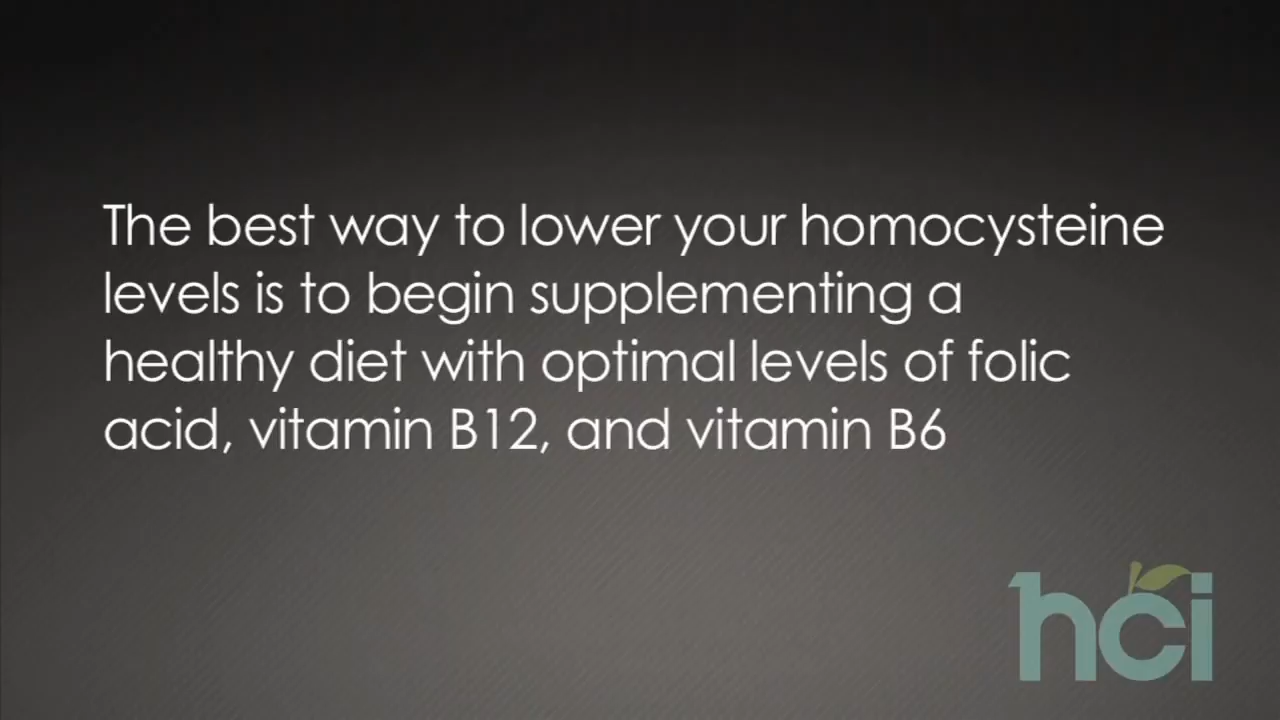 The best way to lower your homocysteine
levels is to begin supplementing a
healthy diet with optimal levels of folic
acid, vitamin B12, and vitamin B6
hci